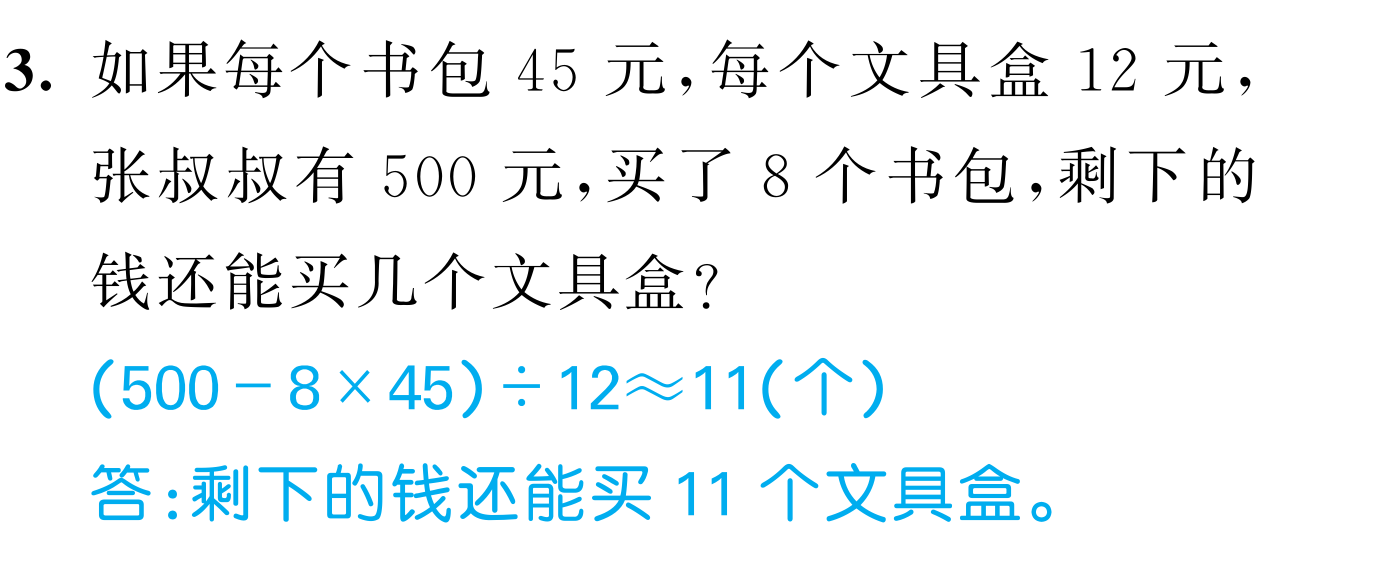 3. 如果每个书包 45 元,每个文具盒 12 元,
张叔叔有 500 元,买了 8 个书包,剩下的
钱还能买几个文具盒?
(500－8×45)÷12≈11(个)
答:剩下的钱还能买 11 个文具盒。